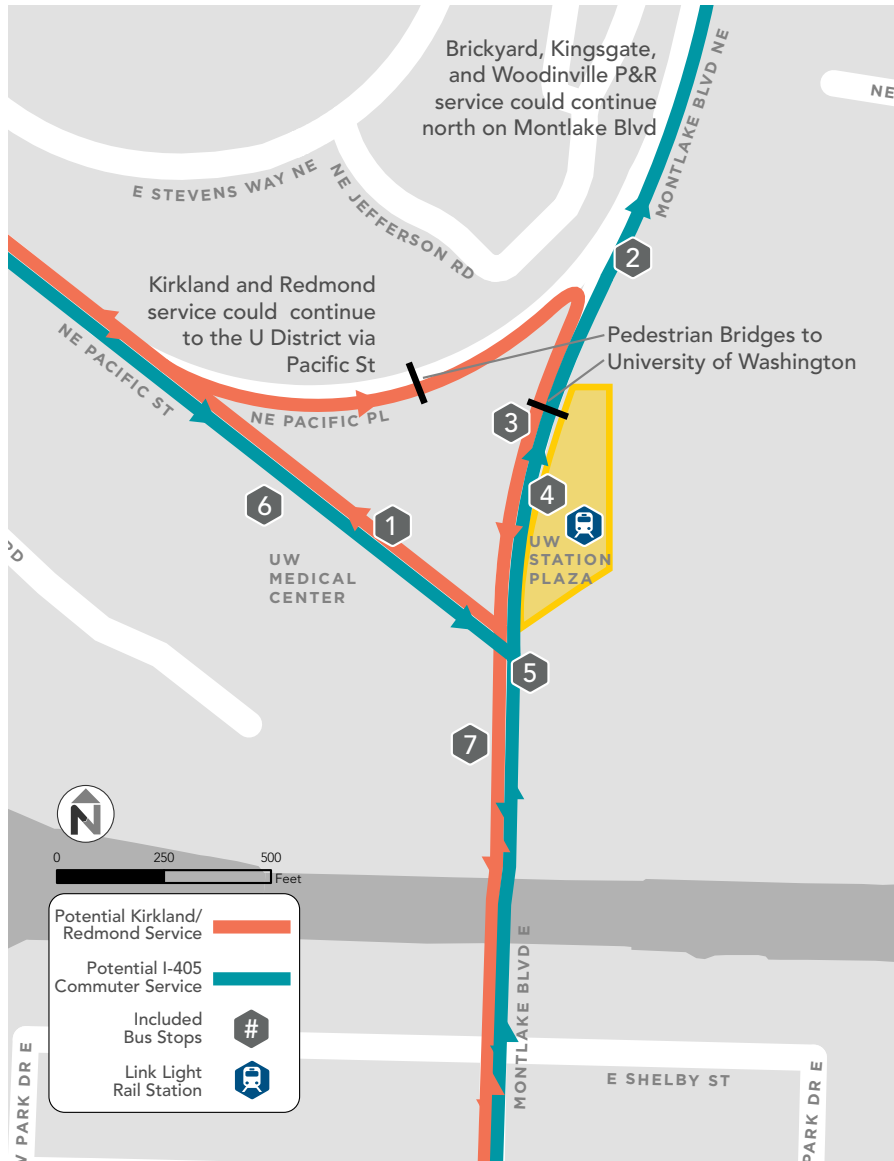 Brickyard, Kingsgate,
and Woodinville P&R
service could continue
north on Montlake Blvd
MONTLAKE BLVD NE
NE
E STEVENS WAY NE
NE JEFFERSON RD
2
Kirkland and Redmond
service could continue
to the U District via
Pacific St
NE PACIFIC ST
NE PACIFIC PL
Pedestrian Bridges to
University of Washington
3
4
6
1
UW
MEDICAL
CENTER
UW
STATION
PLAZA
RD
5
7
N
0 250 500
Feet
Potential Kirkland/
Redmond Service
Potential I-405
Commuter Service
Included
Bus Stops
#
Link Light
Rail Station
MONTLAKE BLVD E
E SHELBY ST
PARK DR E
PARK DR E